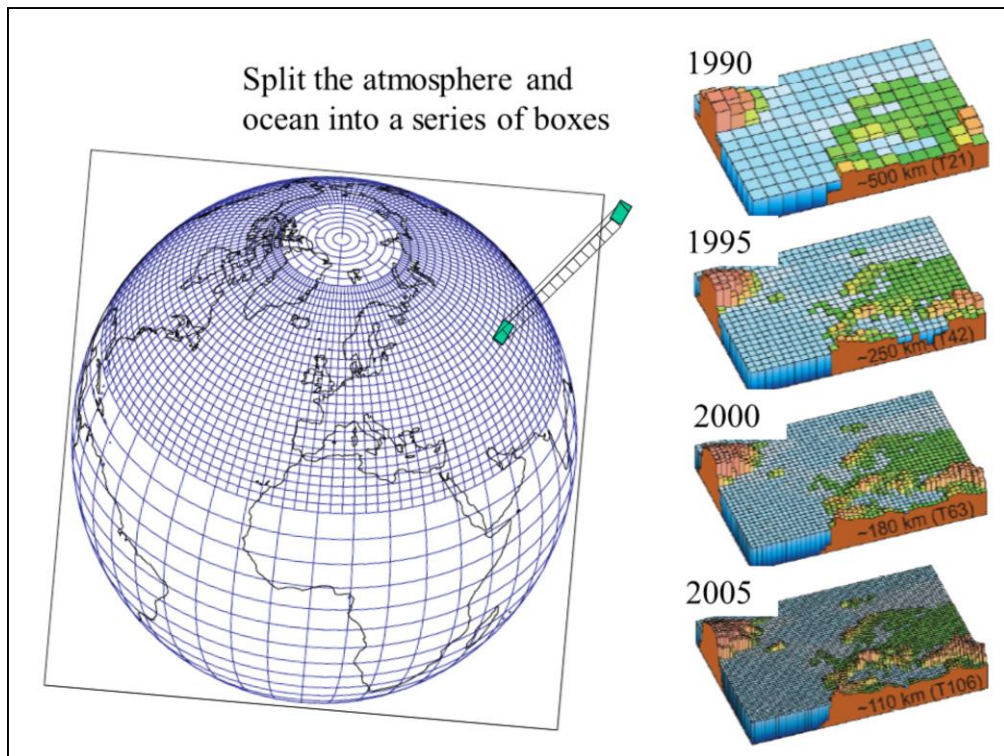 Split the atmosphere and
ocean into a series of boxes
1990
~500 km (T21)
1995
~250 km (T42)
2000
~180 km (T63)
2005
~110 km (T106)